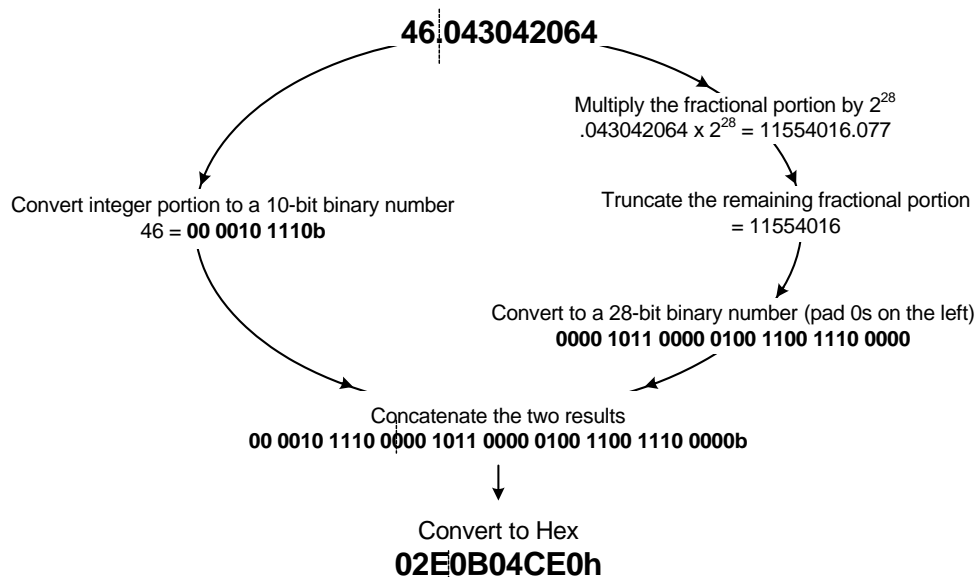 46.043042064
Multiply the fractional portion by 2^28
.043042064 x 2^28 = 11554016.077
Convert integer portion to a 10-bit binary number
46 = 00 0010 1110b
Truncate the remaining fractional portion
= 11554016
Convert to a 28-bit binary number (pad 0s on the left)
0000 1011 0000 0100 1100 1110 0000
Concatenate the two results
00 0010 1110 0000 1011 0000 0100 1100 1110 0000b
Convert to Hex
02E0B04CE0h